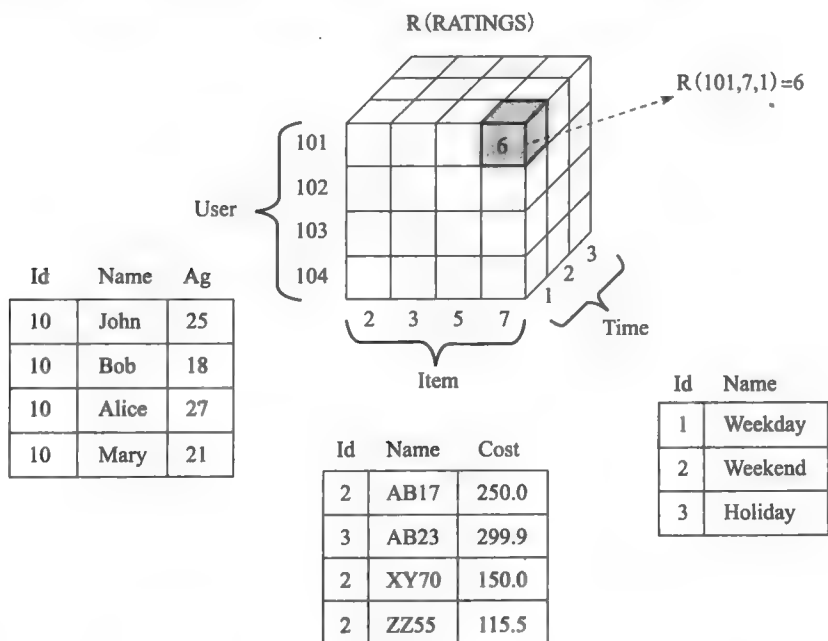 R(RATINGS)
R(101,7,1)=6
101
6
102
User
103
104
1
2
3
Time
2 3 5 7
Item
Id Name Ag
10 John 25
10 Bob 18
10 Alice 27
10 Mary 21
Id Name Cost
2 AB17 250.0
3 AB23 299.9
2 XY70 150.0
2 ZZ55 115.5
Id Name
1 Weekday
2 Weekend
3 Holiday